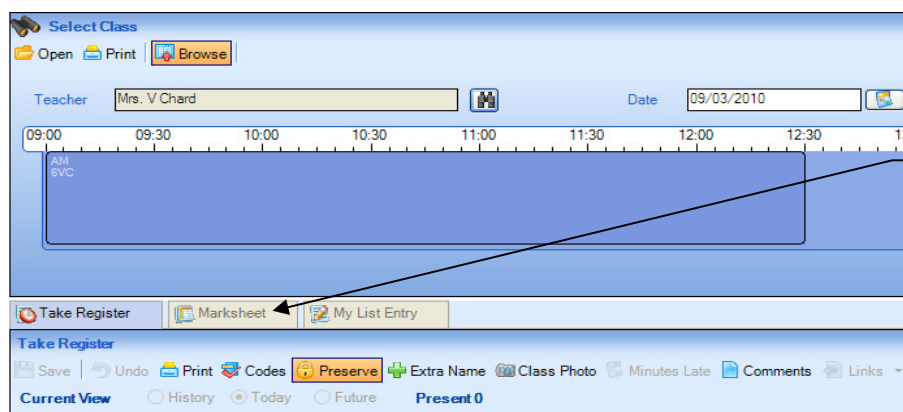 Select Class
Open Print Browse
Teacher Mrs. V Chard Date 09/03/2010
09:00 09:30 10:00 10:30 11:00 11:30 12:00 12:30
AM
6VC
Take Register Marksheet My List Entry
Take Register
Save Undo Print Codes Preserve Extra Name Class Photo Minutes Late Comments Links
Current View History Today Future Present 0